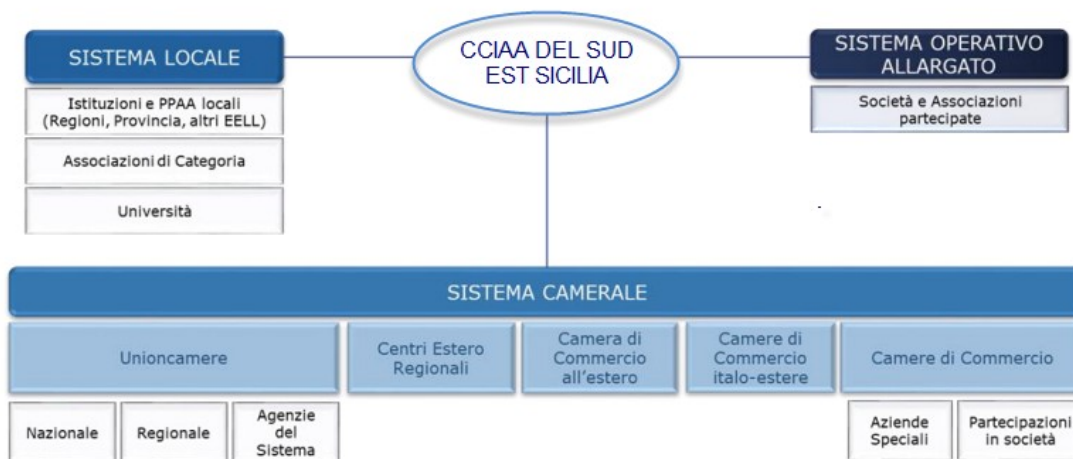 CCIAA DEL SUD
EST SICILIA
SISTEMA LOCALE
Istituzioni e PPAA locali
(Regioni, Provincia, altri EELL)
Associazioni di Categoria
Università
SISTEMA OPERATIVO
ALLARGATO
Società e Associazioni
partecipate
SISTEMA CAMERALE
Unioncamere
Centri Estero
Regionali
Camera di
Commercio
all'estero
Camere di
Commercio
italo-estere
Camere di Commercio
Nazionale
Regionale
Agenzie
del
Sistema
Aziende
Speciali
Partecipazioni
in società